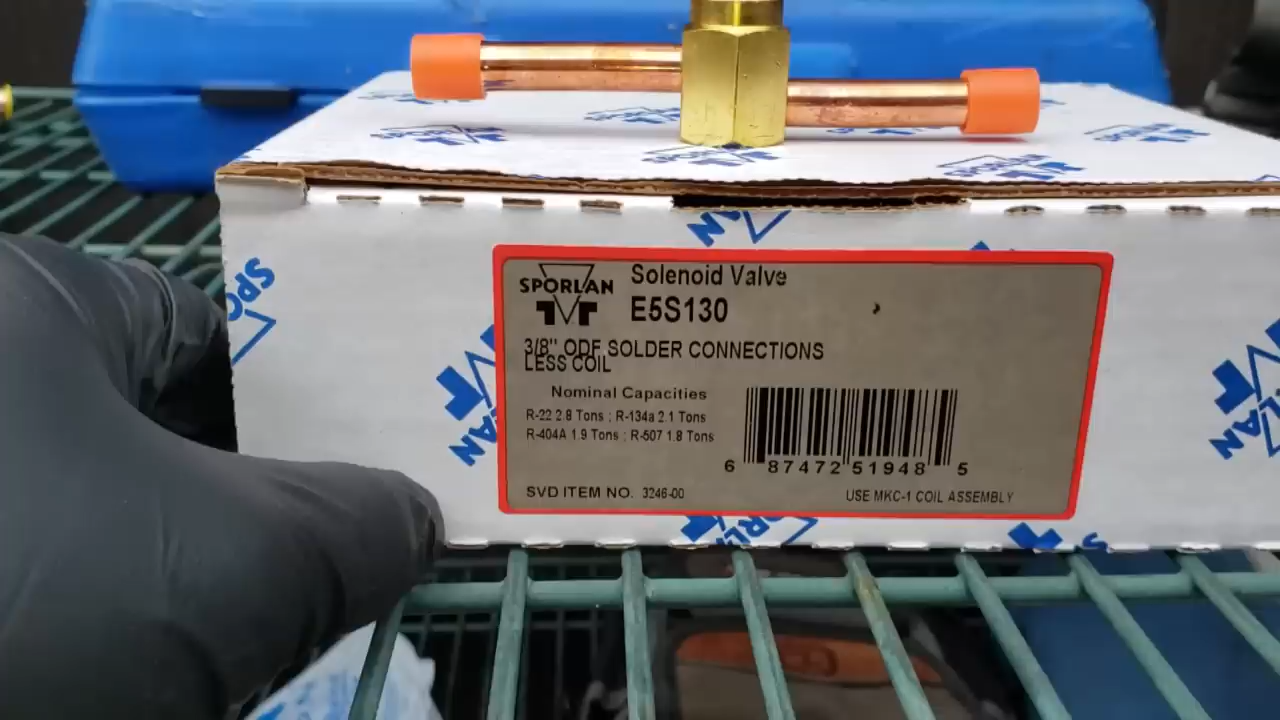 SPORLAN
Solenoid Valve
E5S130
3/8" ODF SOLDER CONNECTIONS
LESS COIL
Nominal Capacities
R-22 2.8 Tons ; R-134a 2.1 Tons
R-404A 1.9 Tons ; R-507 1.8 Tons
6 87472 51948 5
SVD ITEM NO. 3246-00
USE MKC-1 COIL ASSEMBLY